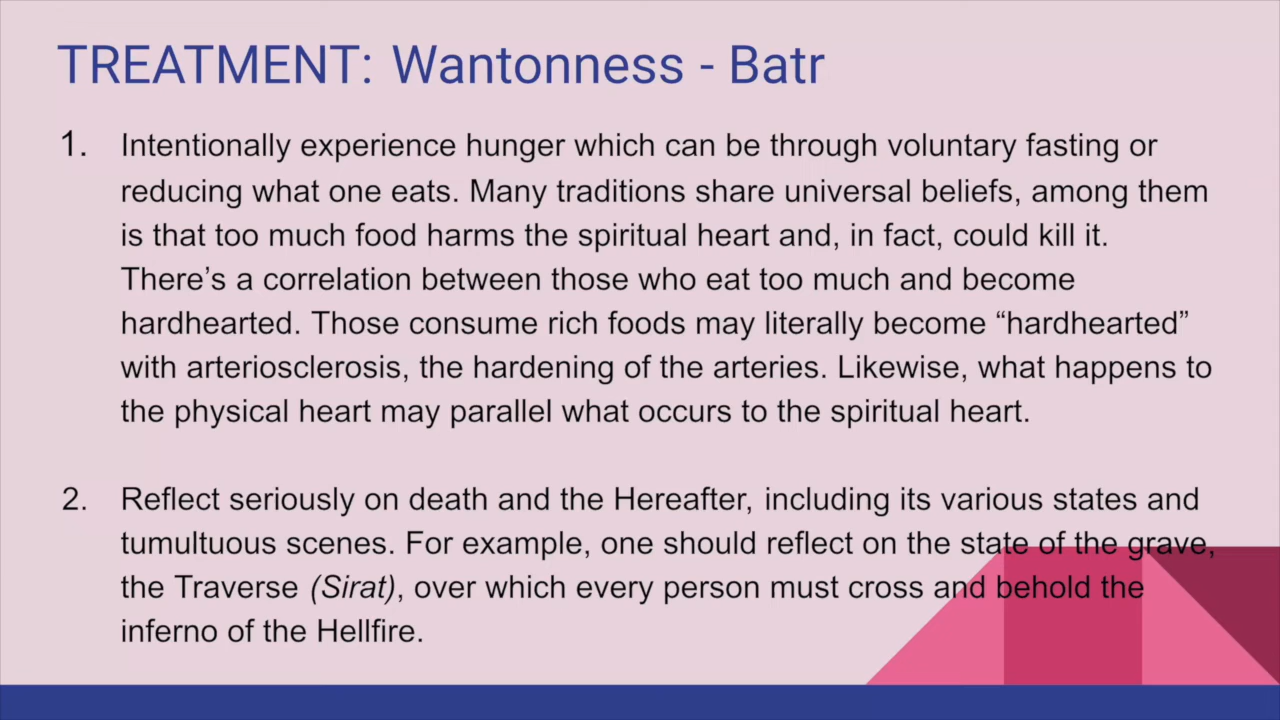 TREATMENT: Wantonness - Batr
1. Intentionally experience hunger which can be through voluntary fasting or
reducing what one eats. Many traditions share universal beliefs, among them
is that too much food harms the spiritual heart and, in fact, could kill it.
There’s a correlation between those who eat too much and become
hardhearted. Those consume rich foods may literally become “hardhearted”
with arteriosclerosis, the hardening of the arteries. Likewise, what happens to
the physical heart may parallel what occurs to the spiritual heart.
2. Reflect seriously on death and the Hereafter, including its various states and
tumultuous scenes. For example, one should reflect on the state of the grave,
the Traverse (Sirat), over which every person must cross and behold the
inferno of the Hellfire.